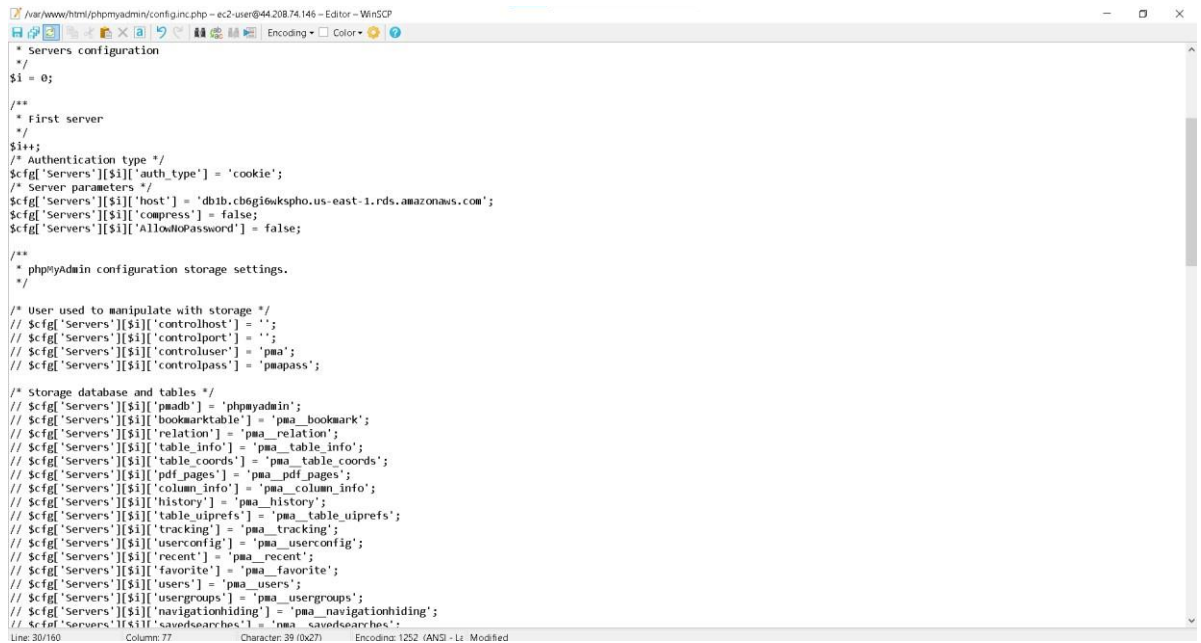 /var/www/html/phpmyadmin/config.inc.php – ec2-user@44.208.74.146 – Editor – WinSCP
Encoding Color
* Servers configuration
*/
$i = 0;
/**
* First server
*/
$i++;
/* Authentication type */
$cfg['Servers'][$i]['auth_type'] = 'cookie';
/* Server parameters */
$cfg['Servers'][$i]['host'] = 'db1b.cb6gi6wkspho.us-east-1.rds.amazonaws.com';
$cfg['Servers'][$i]['compress'] = false;
$cfg['Servers'][$i]['AllowNoPassword'] = false;
/**
* phpMyAdmin configuration storage settings.
*/
/* User used to manipulate with storage */
// $cfg['Servers'][$i]['controlhost'] = '';
// $cfg['Servers'][$i]['controlport'] = '';
// $cfg['Servers'][$i]['controluser'] = 'pma';
// $cfg['Servers'][$i]['controlpass'] = 'pmapass';
/* Storage database and tables */
// $cfg['Servers'][$i]['pmadb'] = 'phpmyadmin';
// $cfg['Servers'][$i]['bookmarktable'] = 'pma__bookmark';
// $cfg['Servers'][$i]['relation'] = 'pma__relation';
// $cfg['Servers'][$i]['table_info'] = 'pma__table_info';
// $cfg['Servers'][$i]['table_coords'] = 'pma__table_coords';
// $cfg['Servers'][$i]['pdf_pages'] = 'pma__pdf_pages';
// $cfg['Servers'][$i]['column_info'] = 'pma__column_info';
// $cfg['Servers'][$i]['history'] = 'pma__history';
// $cfg['Servers'][$i]['table_uiprefs'] = 'pma__table_uiprefs';
// $cfg['Servers'][$i]['tracking'] = 'pma__tracking';
// $cfg['Servers'][$i]['userconfig'] = 'pma__userconfig';
// $cfg['Servers'][$i]['recent'] = 'pma__recent';
// $cfg['Servers'][$i]['favorite'] = 'pma__favorite';
// $cfg['Servers'][$i]['users'] = 'pma__users';
// $cfg['Servers'][$i]['usergroups'] = 'pma__usergroups';
// $cfg['Servers'][$i]['navigationhiding'] = 'pma__navigationhiding';
// $cfg['Servers'][$i]['savedsearches'] = 'pma__savedsearches';
Line: 30/160 Column: 77 Character: 39 (0x27) Encoding: 1252 (ANSI - La Modified